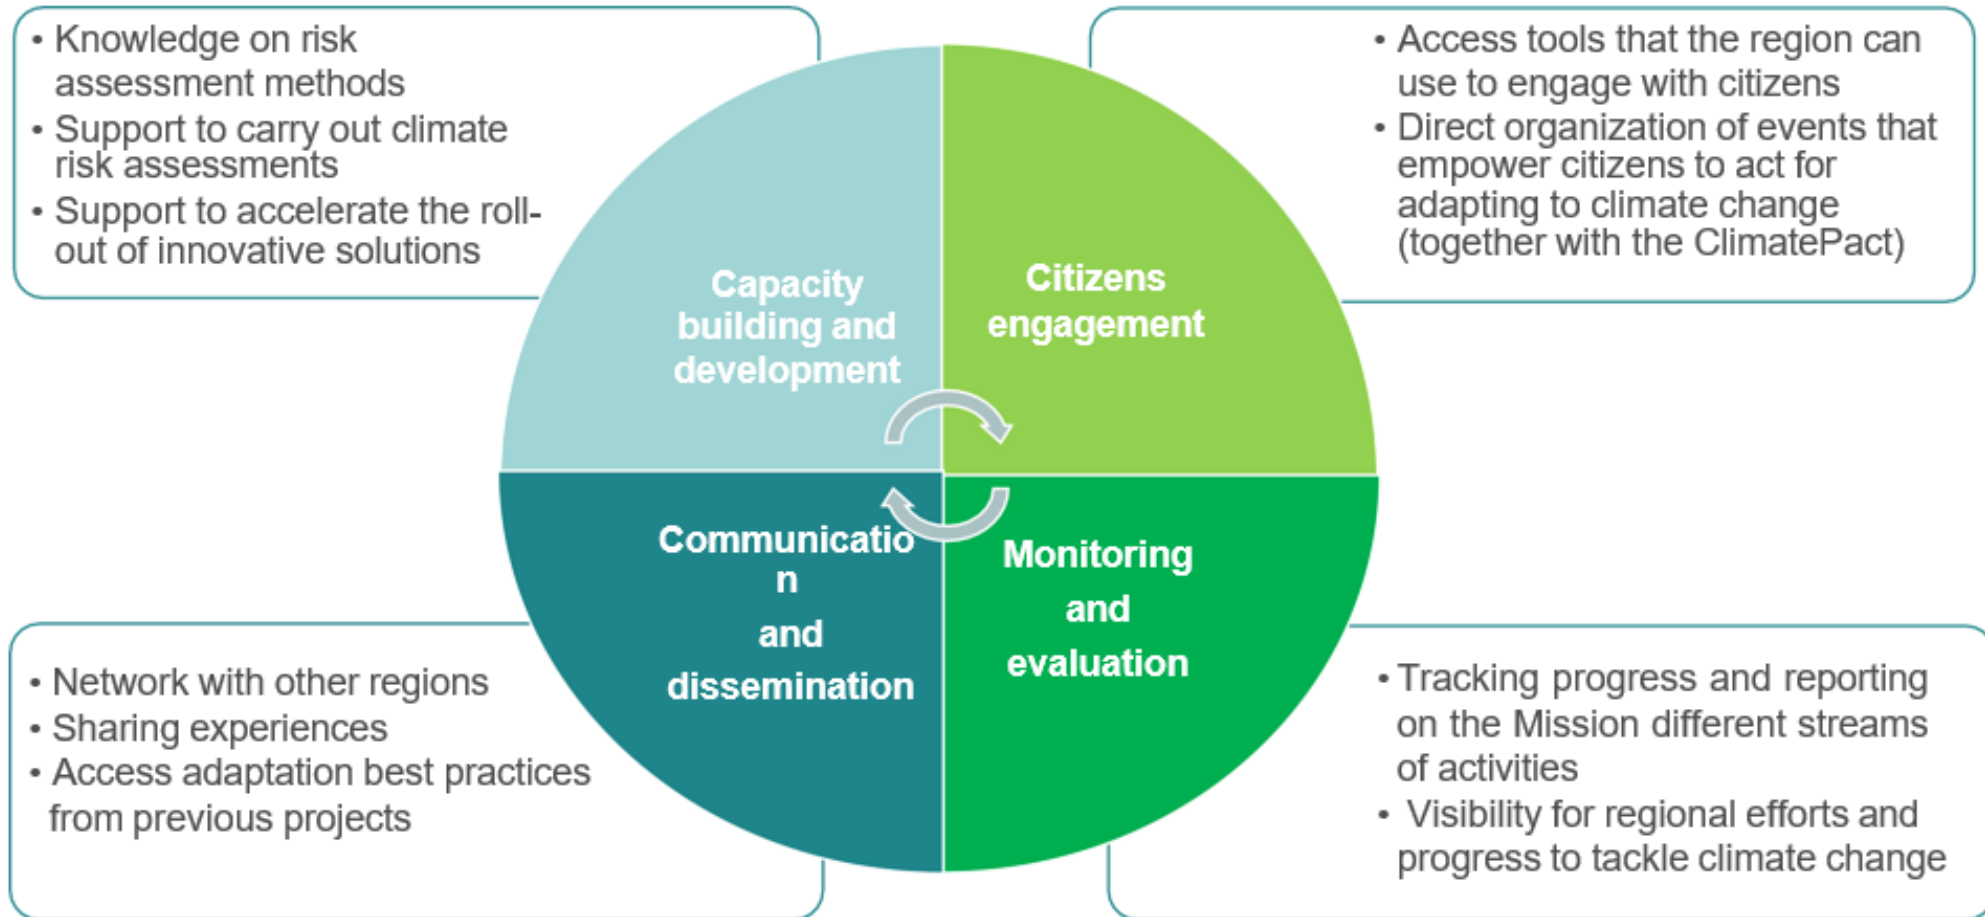 • Knowledge on risk
assessment methods
• Support to carry out climate
risk assessments
• Support to accelerate the roll-
out of innovative solutions
• Access tools that the region can
use to engage with citizens
• Direct organization of events that
empower citizens to act for
adapting to climate change
(together with the ClimatePact)
Capacity
building and
development
Citizens
engagement
Communicatio
n
and
dissemination
Monitoring
and
evaluation
• Network with other regions
• Sharing experiences
• Access adaptation best practices
from previous projects
• Tracking progress and reporting
on the Mission different streams
of activities
• Visibility for regional efforts and
progress to tackle climate change